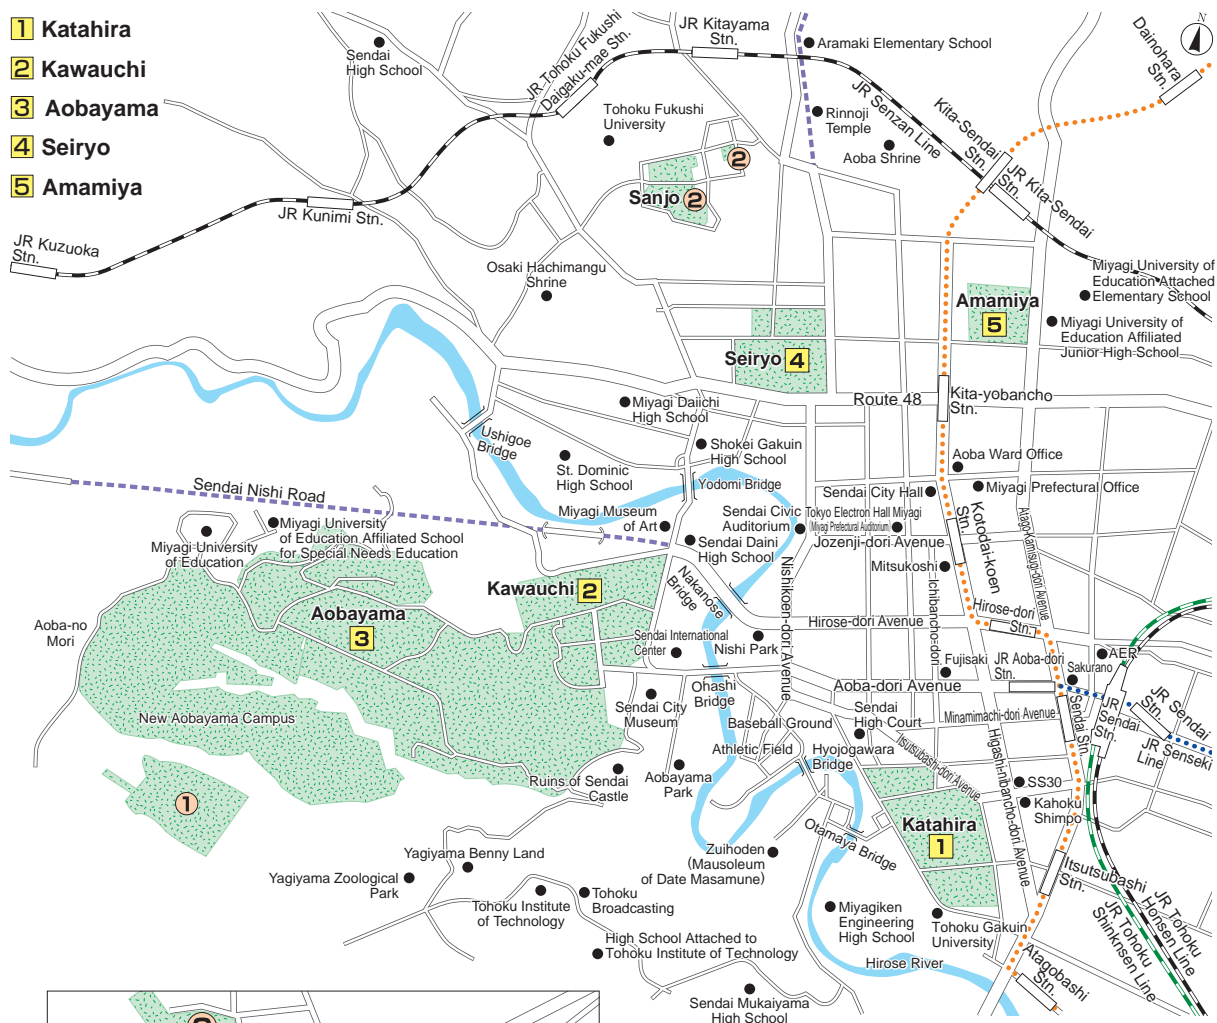 1 Katahira
2 Kawauchi
3 Aobayama
4 Seiryo
5 Amamiya
Sendai
High School
JR Tohoku Fukushi
Daigaku-mae Stn.
JR Kitayama
Stn.
Aramaki Elementary School
Dainohara
Stn.
N
Tohoku Fukushi
University
Rinnoji
Temple
Aoba Shrine
JR Senzan Line
Kita-Sendai
Stn.
JR Kita-Sendai
Stn.
2
Sanjo 2
JR Kunimi Stn.
JR Kuzuoka
Stn.
Osaki Hachimangu
Shrine
Miyagi University of
Education Attached
Elementary School
Amamiya
5
Miyagi University of
Education Affiliated
Junior High School
Seiryo 4
Route 48
Kita-yobancho
Stn.
Miyagi Daiichi
High School
Ushigoe
Bridge
Shokei Gakuin
High School
St. Dominic
High School
Yodomi Bridge
Aoba Ward Office
Sendai City Hall
Miyagi Prefectural Office
Sendai Nishi Road
Miyagi Museum
of Art
Sendai Civic
Auditorium
Tokyo Electron Hall Miyagi
(Miyagi Prefectural Auditorium)
Kotodai-koen
Stn.
Atago-Kamisugi-dori Avenue
Miyagi University
of Education
Miyagi University
of Education Affiliated School
for Special Needs Education
Sendai Daini
High School
Jozenji-dori Avenue
Mitsukoshi
Kawauchi 2
Nakanose
Bridge
Nishikoen-dori Avenue
Ichibancho-dori
Aobayama
3
Aoba-no
Mori
Sendai International
Center
Nishi Park
Hirose-dori Avenue
Hirose-dori
Stn.
AER
Fujisaki
JR Aoba-dori
Stn.
Sakurano
Ohashi
Bridge
Aoba-dori Avenue
Sendai City
Museum
Sendai
High Court
Minamimachi-dori Avenue
Sendai Stn.
JR
Sendai
Stn.
JR Sendai
Stn.
JR Senseki
Line
New Aobayama Campus
Baseball Ground
Athletic Field
Hyojogawara
Bridge
Itsutsubashi-dori Avenue
Higashi-nibancho-dori Avenue
Ruins of Sendai
Castle
Aobayama
Park
SS30
Kahoku
Shimpo
1
Katahira
1
Otamaya Bridge
Zuihoden
(Mausoleum
of Date Masamune)
Yagiyama Benny Land
Yagiyama Zoological
Park
Tohoku Institute
of Technology
Tohoku
Broadcasting
Itsutsubashi
Stn.
JR Tohoku
Honsen Line
JR Tohoku
Shinknsen Line
Miyagiken
Engineering
High School
Tohoku Gakuin
University
High School Attached to
Tohoku Institute of Technology
Hirose River
Atagobashi
Stn.
Sendai Mukaiyama
High School